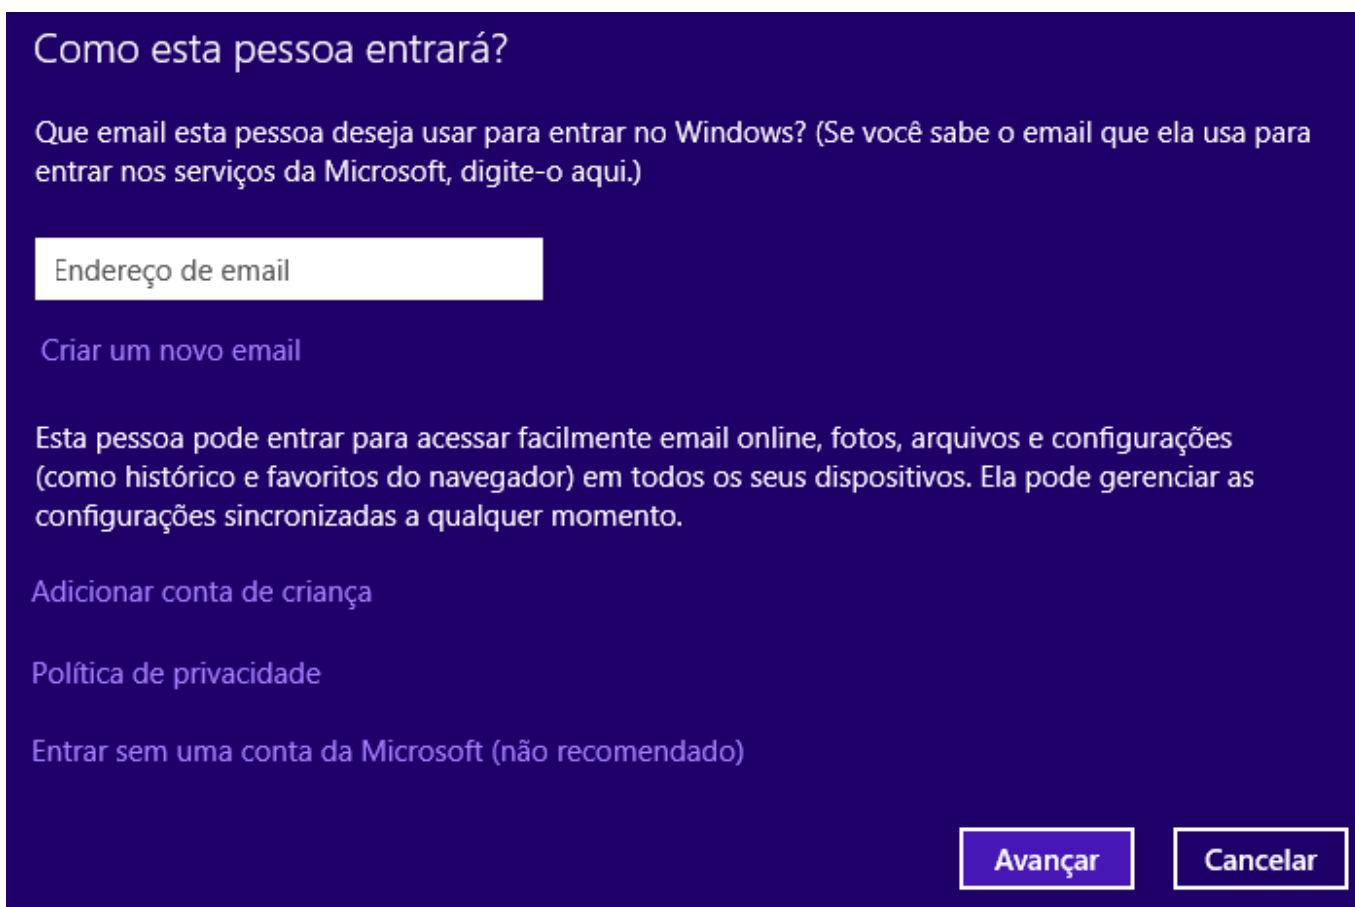 Como esta pessoa entrará?
Que email esta pessoa deseja usar para entrar no Windows? (Se você sabe o email que ela usa para
entrar nos serviços da Microsoft, digite-o aqui.)
Endereço de email
Criar um novo email
Esta pessoa pode entrar para acessar facilmente email online, fotos, arquivos e configurações
(como histórico e favoritos do navegador) em todos os seus dispositivos. Ela pode gerenciar as
configurações sincronizadas a qualquer momento.
Adicionar conta de criança
Política de privacidade
Entrar sem uma conta da Microsoft (não recomendado)
Avançar Cancelar